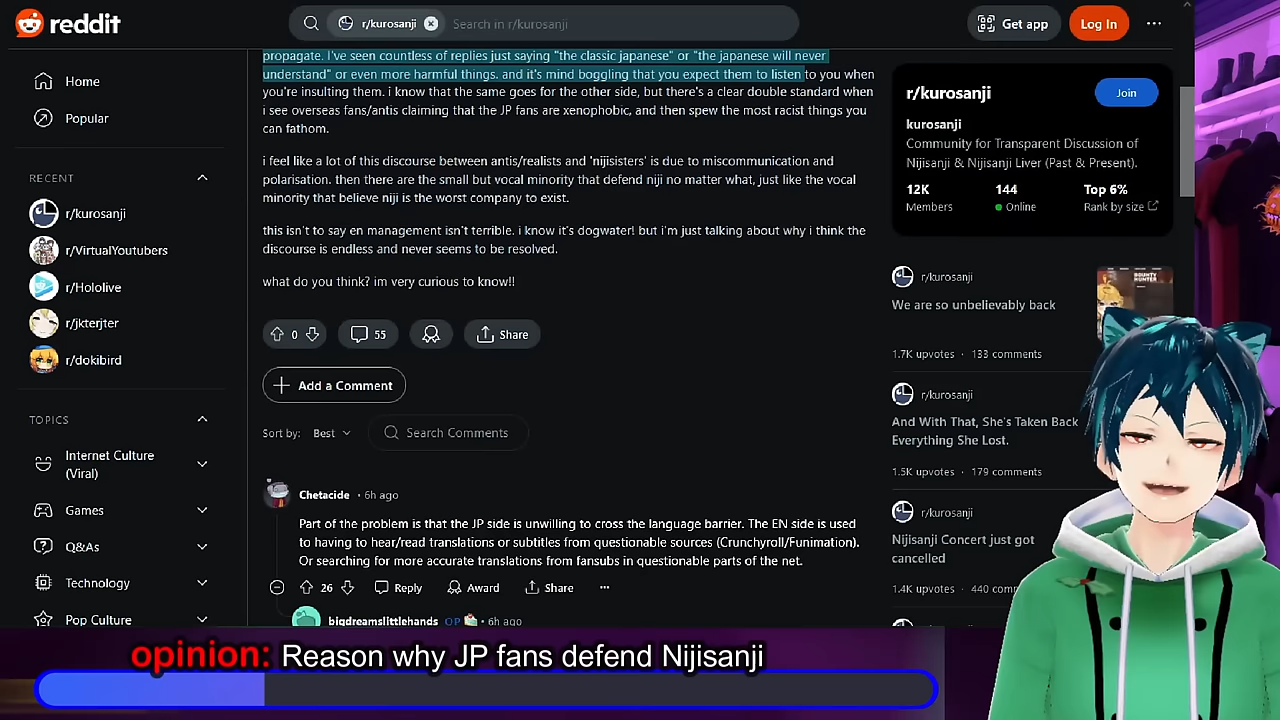 reddit
r/kurosanji
Search in r/kurosanji
Get app
Log In
Home
Popular
RECENT
r/kurosanji
r/VirtualYoutubers
r/Hololive
r/jkterjter
r/dokibird
TOPICS
Internet Culture
(Viral)
Games
Q&As
Technology
Pop Culture
propagate. I've seen countless of replies just saying "the classic japanese" or "the japanese will never
understand" or even more harmful things. and it's mind boggling that you expect them to listen to you when
you're insulting them. i know that the same goes for the other side, but there's a clear double standard when
i see overseas fans/antis claiming that the JP fans are xenophobic, and then spew the most racist things you
can fathom.
i feel like a lot of this discourse between antis/realists and 'nijisisters' is due to miscommunication and
polarisation. then there are the small but vocal minority that defend niji no matter what, just like the vocal
minority that believe niji is the worst company to exist.
this isn't to say en management isn't terrible. i know it's dogwater! but i'm just talking about why i think the
discourse is endless and never seems to be resolved.
what do you think? im very curious to know!!
0
55
Share
Add a Comment
Sort by: Best
Search Comments
Chetacide • 6h ago
Part of the problem is that the JP side is unwilling to cross the language barrier. The EN side is used
to having to hear/read translations or subtitles from questionable sources (Crunchyroll/Funimation).
Or searching for more accurate translations from fansubs in questionable parts of the net.
26
Reply
Award
Share
bigdreamslittlehands OP • 6h ago
r/kurosanji
Join
kurosanji
Community for Transparent Discussion of
Nijisanji & Nijisanji Liver (Past & Present).
12K
144
Top 6%
Members
Online
Rank by size
r/kurosanji
We are so unbelievably back
BOUNTY
HUNTER
1.7K upvotes · 133 comments
r/kurosanji
And With That, She's Taken Back
Everything She Lost.
1.5K upvotes · 179 comments
r/kurosanji
Nijisanji Concert just got
cancelled
1.4K upvotes · 440
opinion: Reason why JP fans defend Nijisanji